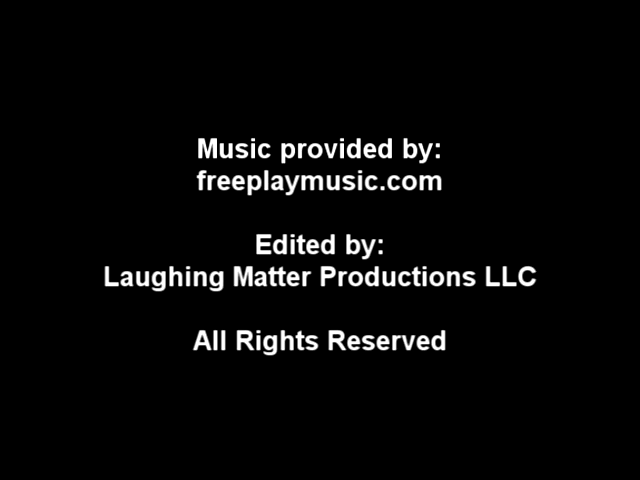 Music provided by:
freeplaymusic.com
Edited by:
Laughing Matter Productions LLC
All Rights Reserved